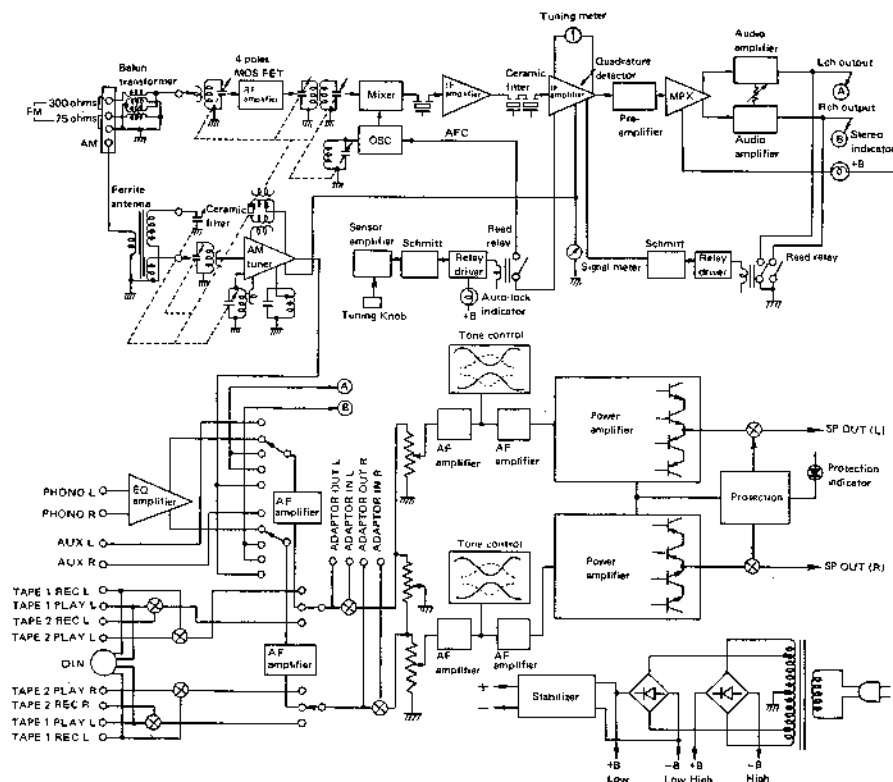 Tuning meter
Balun
transformer
4 poles
MOS FET
RF amplifier
Mixer
IF amplifier
Ceramic
filter
IF amplifier
Quadrature
detector
Pre-
amplifier
MPX
Audio
amplifier
Audio
amplifier
Lch output
A
Rch output
B
Stereo
indicator
+B
FM
300 ohms
75 ohms
AM
OSC
AFC
Ferrite
antenna
Ceramic
filter
AM
tuner
Sensor
amplifier
Schmitt
Relay
driver
Reed
relay
Auto-lock
indicator
+B
Tuning Knob
Signal meter
Schmitt
Relay
driver
Reed relay
Tone control
A
B
AF
amplifier
AF
amplifier
Power
amplifier
SP OUT (L)
Protection
indicator
Protection
PHONO L
PHONO R
EQ
amplifier
AF
amplifier
ADAPTOR OUT L
ADAPTOR IN L
ADAPTOR OUT R
ADAPTOR IN R
AUX L
AUX R
Tone control
Power
amplifier
SP OUT (R)
TAPE 1 REC L
TAPE 1 PLAY L
TAPE 2 REC L
TAPE 2 PLAY L
DIN
AF
amplifier
AF
amplifier
AF
amplifier
TAPE 2 PLAY R
TAPE 2 REC R
TAPE 1 PLAY L
TAPE 1 REC L
+
−
Stabilizer
+B
Low
−B
Low
+B
High
−B
High